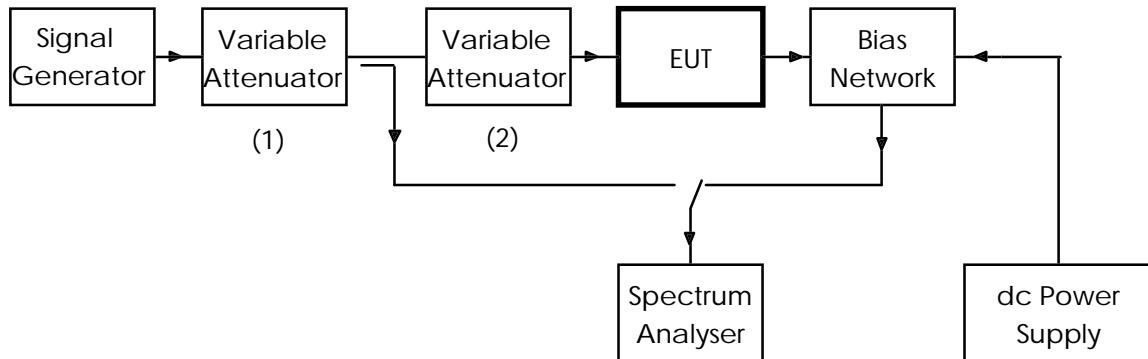 Signal
Generator
Variable
Attenuator
(1)
Variable
Attenuator
(2)
EUT
Bias
Network
Spectrum
Analyser
dc Power
Supply